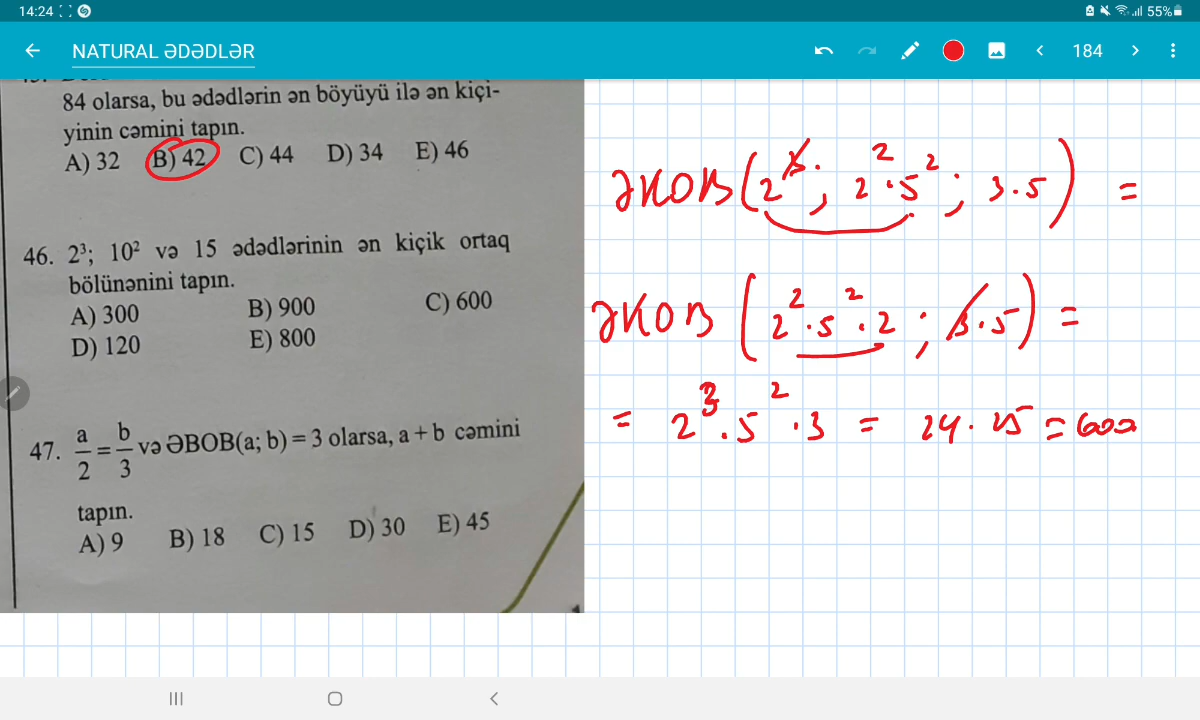 14:24
55%
NATURAL ƏDƏDLƏR
184
84 olarsa, bu ədədlərin ən böyüyü ilə ən kiçi-
yinin cəmini tapın.
A) 32 B) 42 C) 44 D) 34 E) 46
46. 2³; 10² və 15 ədədlərinin ən kiçik ortaq
bölünənini tapın.
A) 300 B) 900 C) 600
D) 120 E) 800
47. a/2 = b/3 və ƏBOB(a; b) = 3 olarsa, a + b cəmini
tapın.
A) 9 B) 18 C) 15 D) 30 E) 45
ƏKOB(2³; 2²·5²; 3·5) =
ƏKOB(2²·5²·2; 3·5) =
= 2³·5²·3 = 24·25 = 600